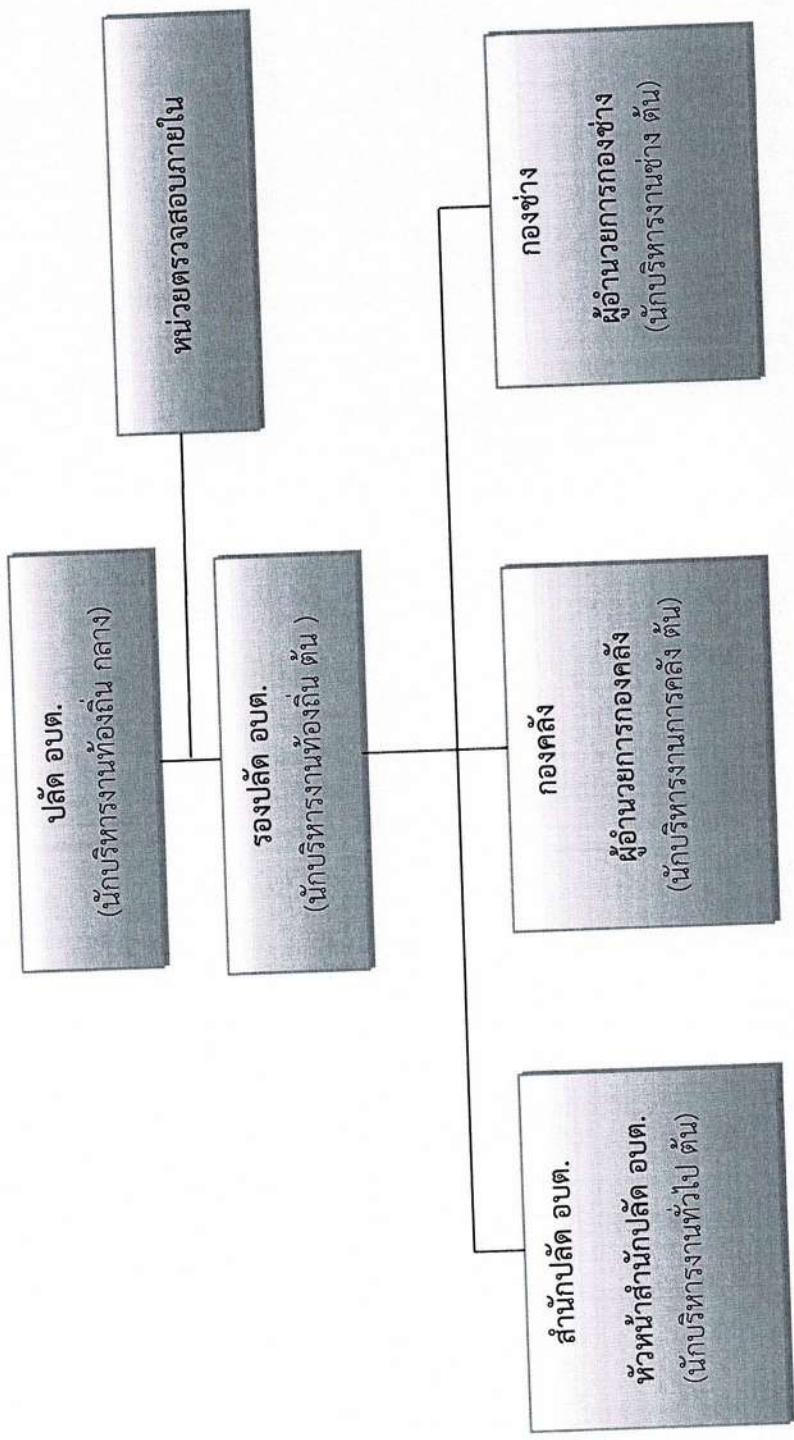 ปลัด อบต.
(นักบริหารงานท้องถิ่น กลาง)
หน่วยตรวจสอบภายใน
รองปลัด อบต.
(นักบริหารงานท้องถิ่น ต้น )
สำนักปลัด อบต.
หัวหน้าสำนักปลัด อบต.
(นักบริหารงานทั่วไป ต้น)
กองคลัง
ผู้อำนวยการกองคลัง
(นักบริหารงานการคลัง ต้น)
กองช่าง
ผู้อำนวยการกองช่าง
(นักบริหารงานช่าง ต้น)